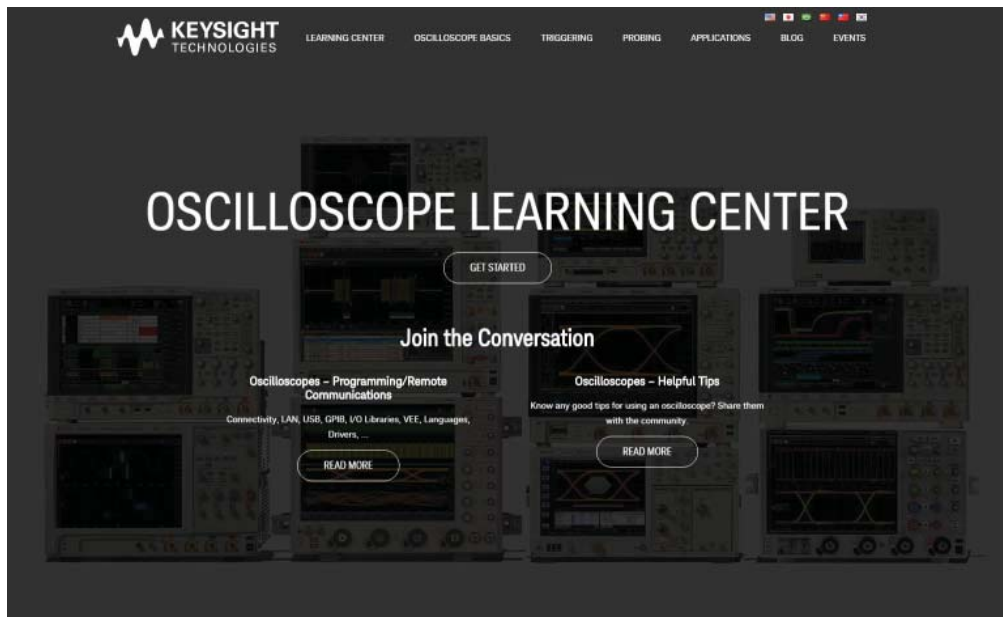 KEYSIGHT
TECHNOLOGIES
LEARNING CENTER
OSCILLOSCOPE BASICS
TRIGGERING
PROBING
APPLICATIONS
BLOG
EVENTS
OSCILLOSCOPE LEARNING CENTER
GET STARTED
Join the Conversation
Oscilloscopes – Programming/Remote
Communications
Connectivity, LAN, USB, GPIB, I/O Libraries, VEE, Languages,
Drivers, ...
READ MORE
Oscilloscopes – Helpful Tips
Know any good tips for using an oscilloscope? Share them
with the community.
READ MORE